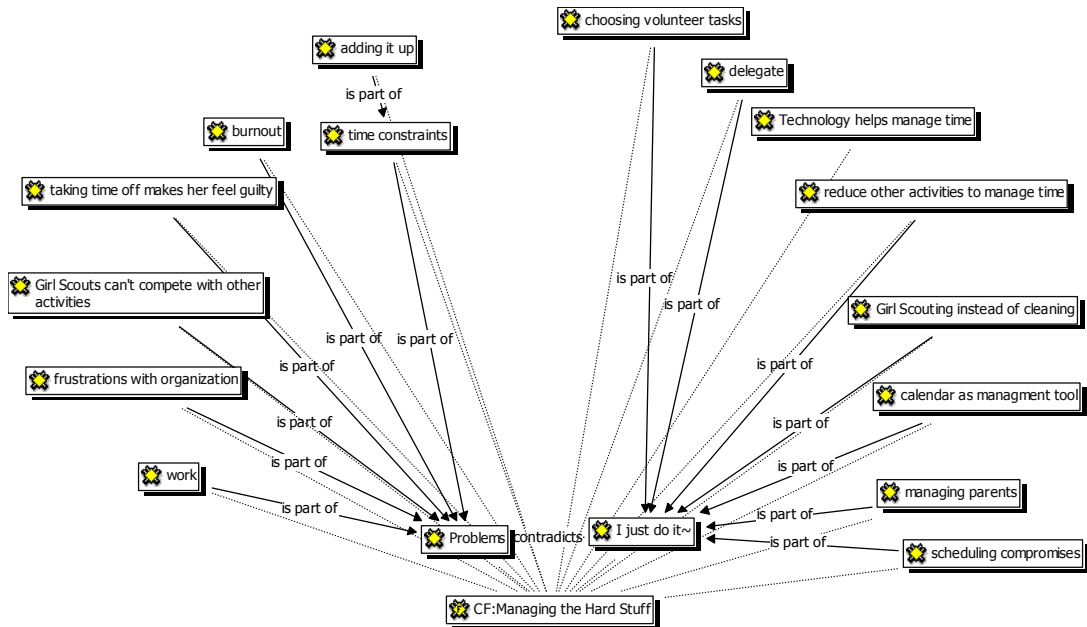 choosing volunteer tasks
adding it up
delegate
is part of
Technology helps manage time
burnout
time constraints
taking time off makes her feel guilty
reduce other activities to manage time
is part of
Girl Scouts can't compete with other
activities
is part of
Girl Scouting instead of cleaning
is part of
is part of
is part of
is part of
frustrations with organization
calendar as managment tool
is part of
is part of
is part of
is part of
work
managing parents
is part of
is part of
Problems
contradicts
I just do it~
is part of
scheduling compromises
CF:Managing the Hard Stuff